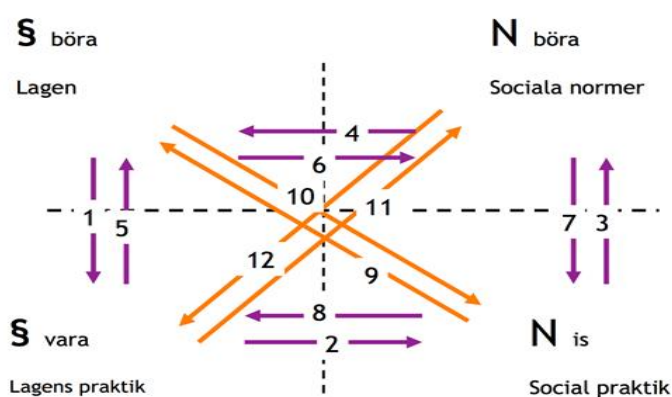 § böra
N böra
Lagen
Sociala normer
4
6
10
11
1
5
7
3
12
9
8
2
§ vara
N is
Lagens praktik
Social praktik